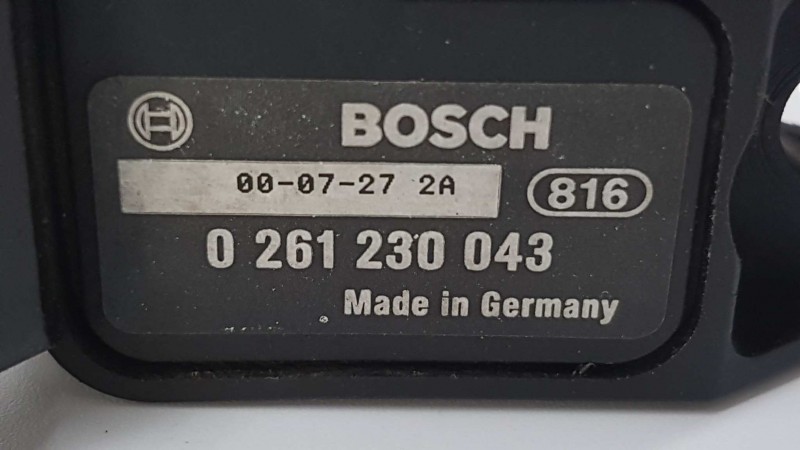 BOSCH
00-07-27 2A
816
0 261 230 043
Made in Germany